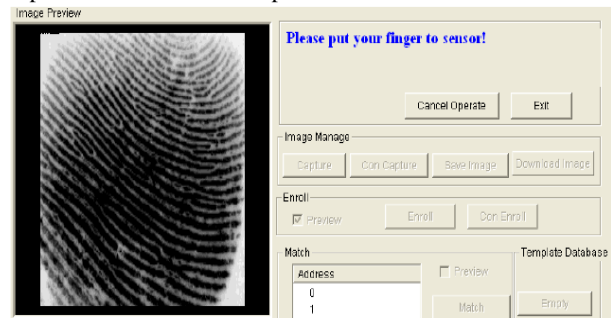 Image Preview
Please put your finger to sensor!
Cancel Operate
Exit
Image Manage
Capture
Con Capture
Save Image
Download Image
Enroll
Preview
Enroll
Con Enroll
Match
Template Database
Address
0
1
Preview
Match
Empty